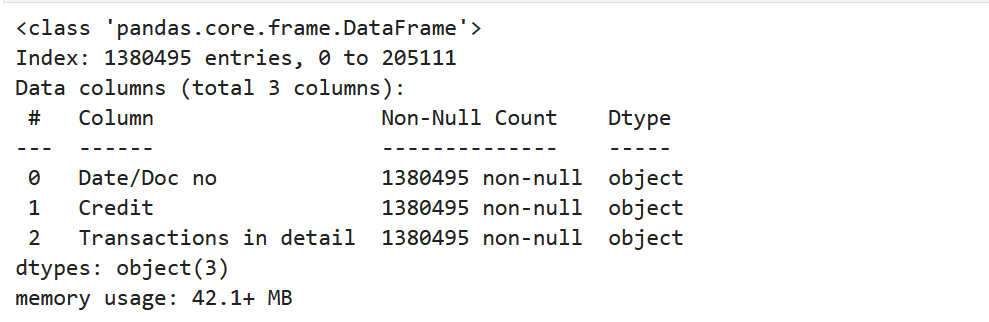 <class 'pandas.core.frame.DataFrame'>
Index: 1380495 entries, 0 to 205111
Data columns (total 3 columns):
 #   Column                  Non-Null Count    Dtype
---  ------                  --------------    -----
 0   Date/Doc no             1380495 non-null  object
 1   Credit                  1380495 non-null  object
 2   Transactions in detail  1380495 non-null  object
dtypes: object(3)
memory usage: 42.1+ MB